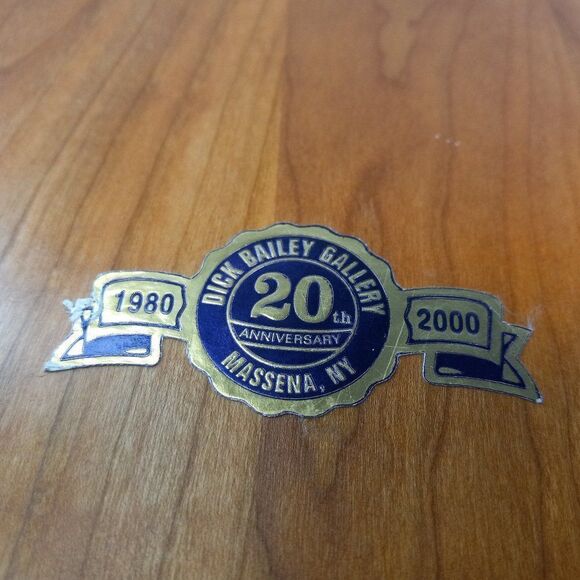 DICK BAILEY GALLERY
1980
20th
ANNIVERSARY
2000
MASSENA, NY